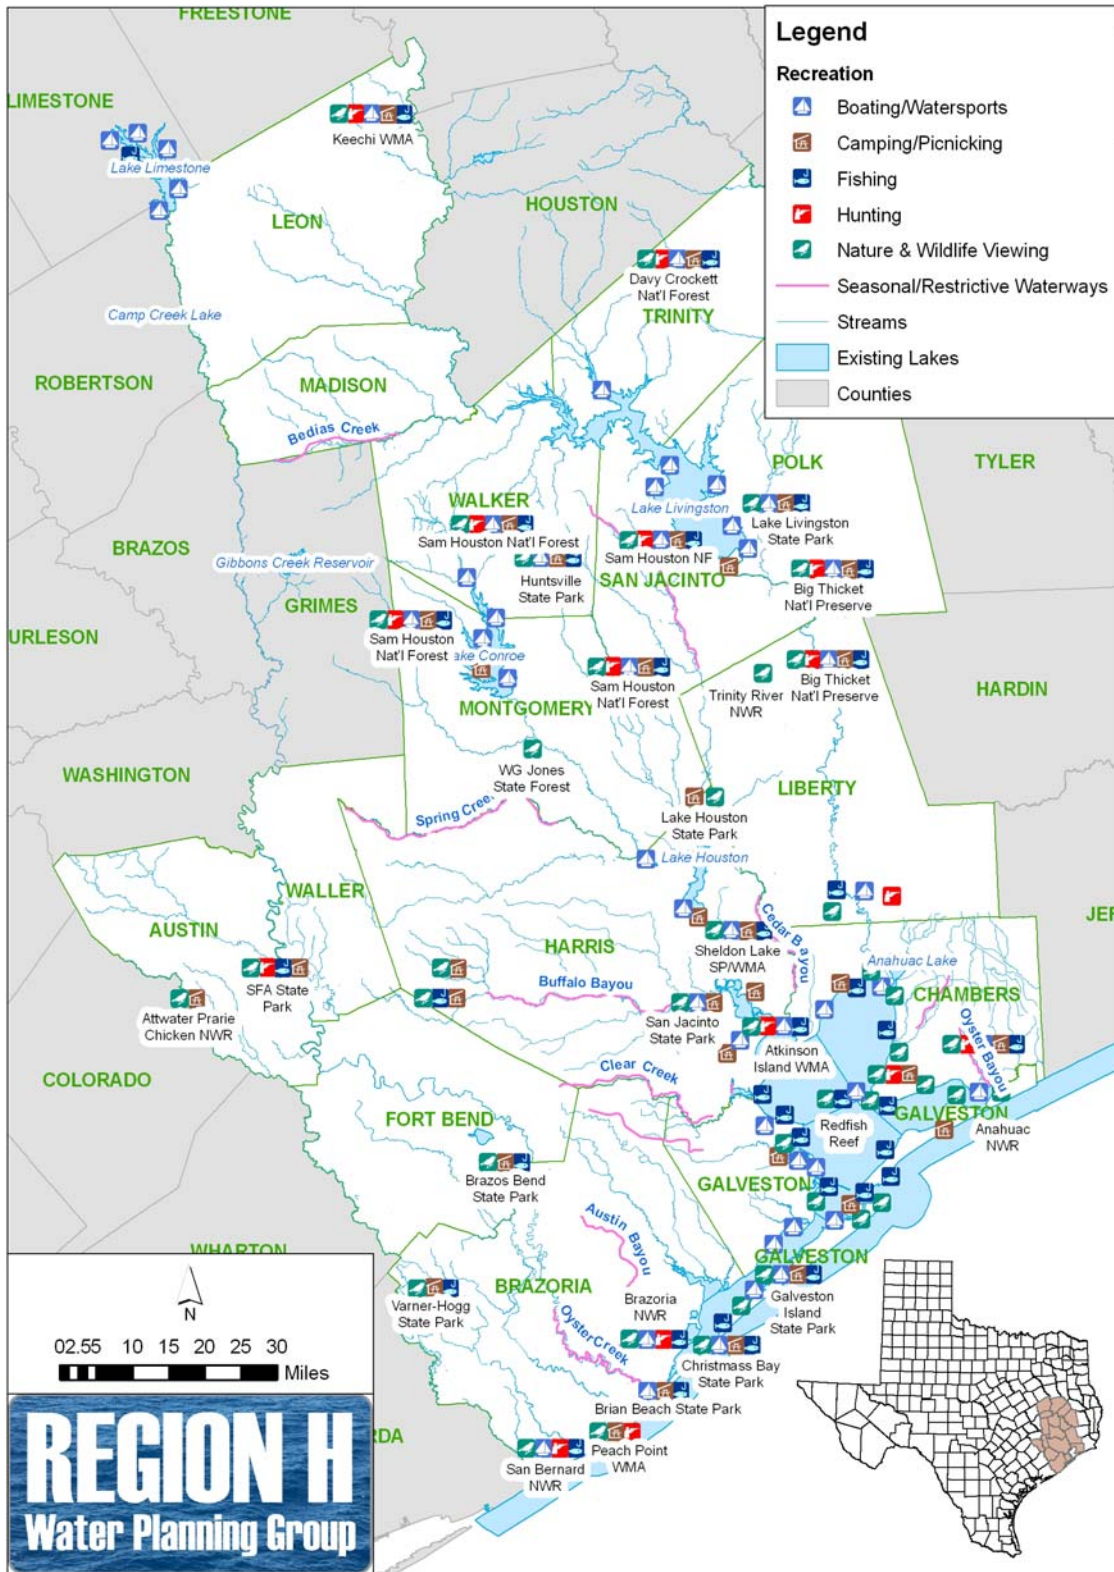 FREESTONE
LIMESTONE
Keechi WMA
Lake Limestone
LEON
HOUSTON
Davy Crockett
Nat'l Forest
TRINITY
Camp Creek Lake
ROBERTSON
MADISON
Bedias Creek
POLK
TYLER
WALKER
Lake Livingston
Lake Livingston
State Park
Sam Houston Nat'l Forest
Sam Houston NF
BRAZOS
Gibbons Creek Reservoir
Huntsville
State Park
SAN JACINTO
Big Thicket
Nat'l Preserve
GRIMES
URLESON
Sam Houston
Nat'l Forest
ake Conroe
Sam Houston
Nat'l Forest
Big Thicket
Nat'l Preserve
Trinity River
NWR
HARDIN
MONTGOMERY
WASHINGTON
WG Jones
State Forest
LIBERTY
Spring Cree
Lake Houston
State Park
Lake Houston
WALLER
AUSTIN
HARRIS
Cedar Bayou
JEF
Sheldon Lake
SP/WMA
Anahuac Lake
SFA State
Park
Buffalo Bayou
CHAMBERS
Attwater Prarie
Chicken NWR
San Jacinto
State Park
Atkinson
Island WMA
Oyster Bayou
COLORADO
Clear Creek
FORT BEND
Redfish
Reef
GALVESTON
Anahuac
NWR
Brazos Bend
State Park
GALVESTON
Austin Bayou
WHARTON
GALVESTON
BRAZORIA
Varner-Hogg
State Park
Brazoria
NWR
Galveston
Island
State Park
Oyster Creek
Christmass Bay
State Park
Brian Beach State Park
RDA
Peach Point
WMA
San Bernard
NWR
Legend
Recreation
Boating/Watersports
Camping/Picnicking
Fishing
Hunting
Nature & Wildlife Viewing
Seasonal/Restrictive Waterways
Streams
Existing Lakes
Counties
N
02.55 10 15 20 30
Miles
REGION H
Water Planning Group